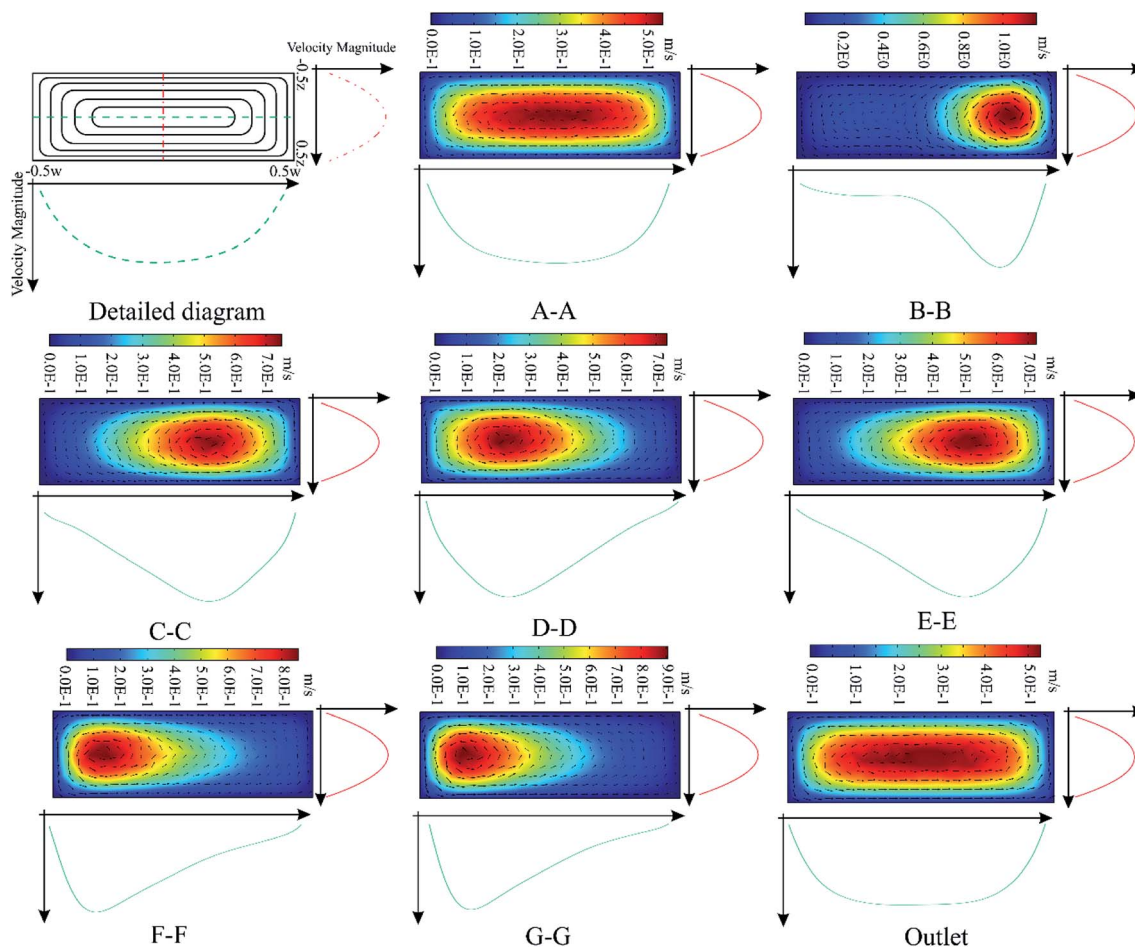 Velocity Magnitude
-0.5z
0.5z
-0.5w
0.5w
Velocity Magnitude
Detailed diagram
0.0E-1
1.0E-1
2.0E-1
3.0E-1
4.0E-1
5.0E-1
m/s
A-A
0.2E0
0.4E0
0.6E0
0.8E0
1.0E0
m/s
B-B
0.0E-1
1.0E-1
2.0E-1
3.0E-1
4.0E-1
5.0E-1
6.0E-1
7.0E-1
m/s
C-C
0.0E-1
1.0E-1
2.0E-1
3.0E-1
4.0E-1
5.0E-1
6.0E-1
7.0E-1
m/s
D-D
0.0E-1
1.0E-1
2.0E-1
3.0E-1
4.0E-1
5.0E-1
6.0E-1
7.0E-1
m/s
E-E
0.0E-1
1.0E-1
2.0E-1
3.0E-1
4.0E-1
5.0E-1
6.0E-1
7.0E-1
8.0E-1
m/s
F-F
0.0E-1
1.0E-1
2.0E-1
3.0E-1
4.0E-1
5.0E-1
6.0E-1
7.0E-1
8.0E-1
9.0E-1
m/s
G-G
0.0E-1
1.0E-1
2.0E-1
3.0E-1
4.0E-1
5.0E-1
m/s
Outlet